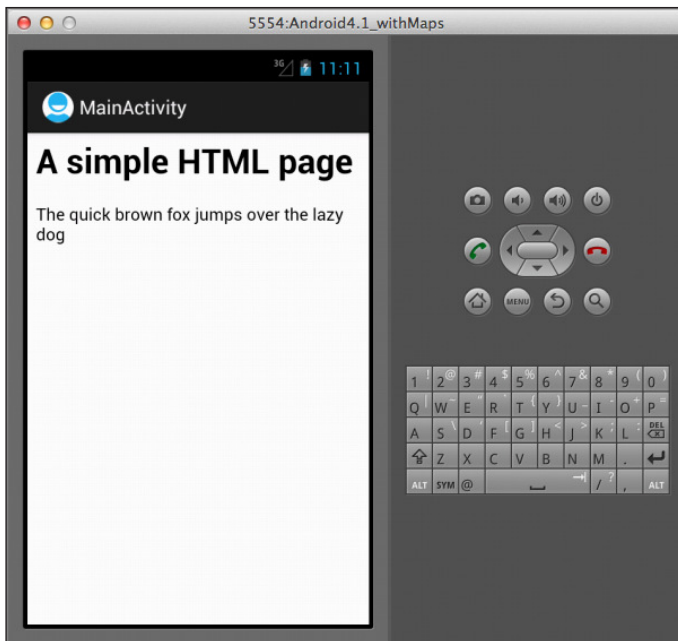 5554:Android4.1_withMaps
3G 11:11
MainActivity
A simple HTML page
The quick brown fox jumps over the lazy
dog
MENU
1 ! 2 @ 3 # 4 $ 5 % 6 ^ 7 & 8 * 9 ( 0 )
Q | W ~ E " R ` T { Y } U _ I - O + P =
A S \ D ' F [ G ] H < J > K ; L : DEL
Z X C V B N M .
ALT SYM @ / ? , ALT